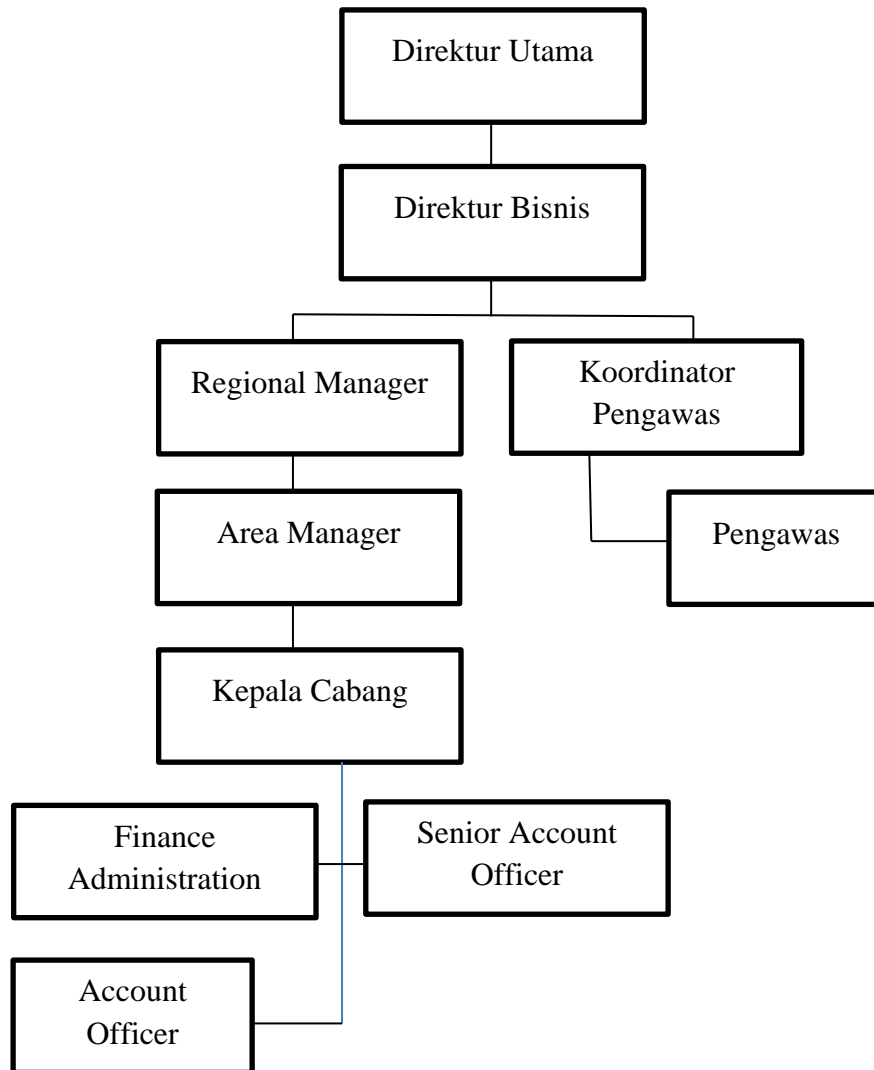 Direktur Utama
Direktur Bisnis
Regional Manager
Koordinator
Pengawas
Area Manager
Pengawas
Kepala Cabang
Finance
Administration
Senior Account
Officer
Account
Officer